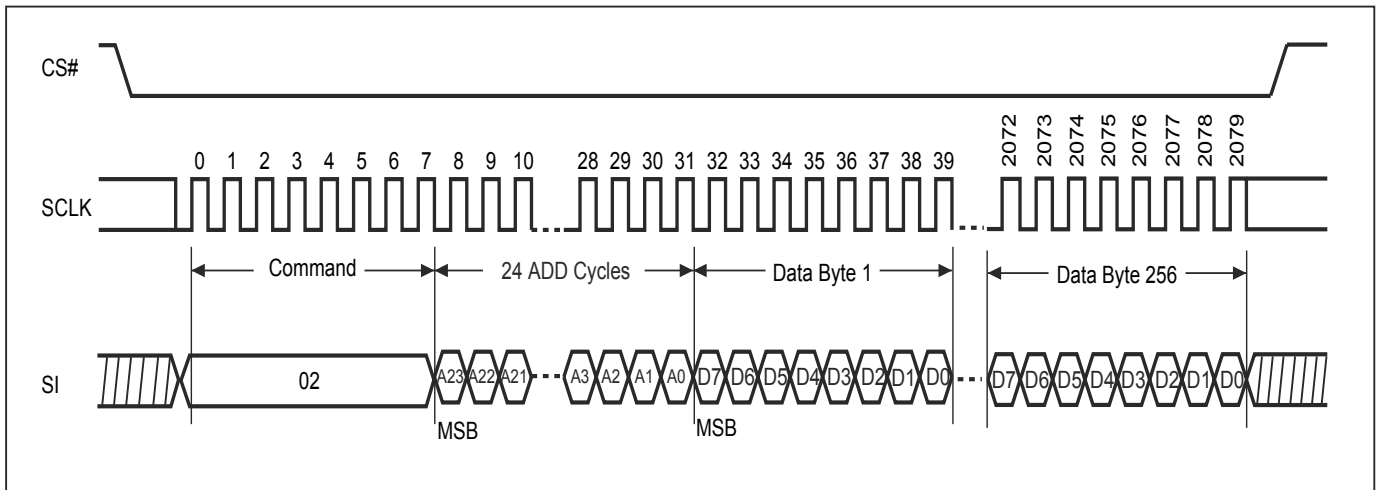 CS#
2072 2073 2074 2075 2076 2077 2078 2079
0 1 2 3 4 5 6 7 8 9 10 28 29 30 31 32 33 34 35 36 37 38 39
SCLK
Command 24 ADD Cycles Data Byte 1 Data Byte 256
SI 02 A23 A22 A21 A3 A2 A1 A0 D7 D6 D5 D4 D3 D2 D1 D0 D7 D6 D5 D4 D3 D2 D1 D0
MSB MSB